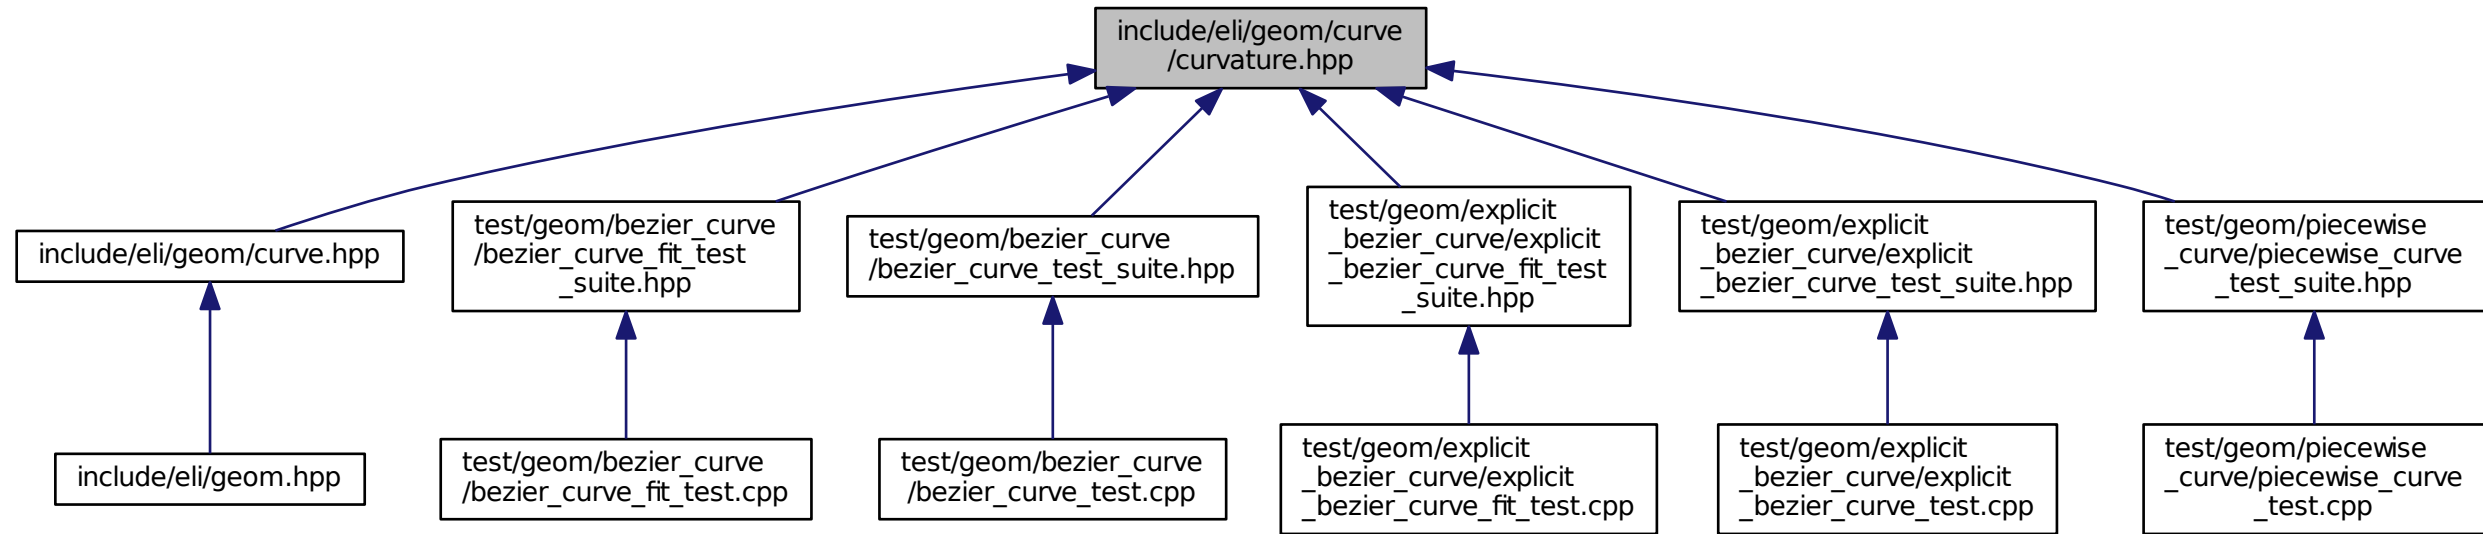 include/eli/geom/curve
/curvature.hpp
include/eli/geom/curve.hpp
test/geom/bezier_curve
/bezier_curve_fit_test
_suite.hpp
test/geom/bezier_curve
/bezier_curve_test_suite.hpp
test/geom/explicit
_bezier_curve/explicit
_bezier_curve_fit_test
_suite.hpp
test/geom/explicit
_bezier_curve/explicit
_bezier_curve_test_suite.hpp
test/geom/piecewise
_curve/piecewise_curve
_test_suite.hpp
include/eli/geom.hpp
test/geom/bezier_curve
/bezier_curve_fit_test.cpp
test/geom/bezier_curve
/bezier_curve_test.cpp
test/geom/explicit
_bezier_curve/explicit
_bezier_curve_fit_test.cpp
test/geom/explicit
_bezier_curve/explicit
_bezier_curve_test.cpp
test/geom/piecewise
_curve/piecewise_curve
_test.cpp